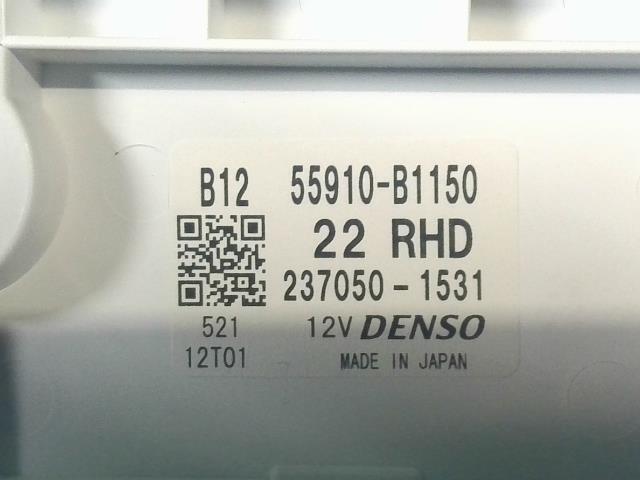 B12 55910-B1150
22 RHD
237050-1531
521 12V DENSO
12T01 MADE IN JAPAN